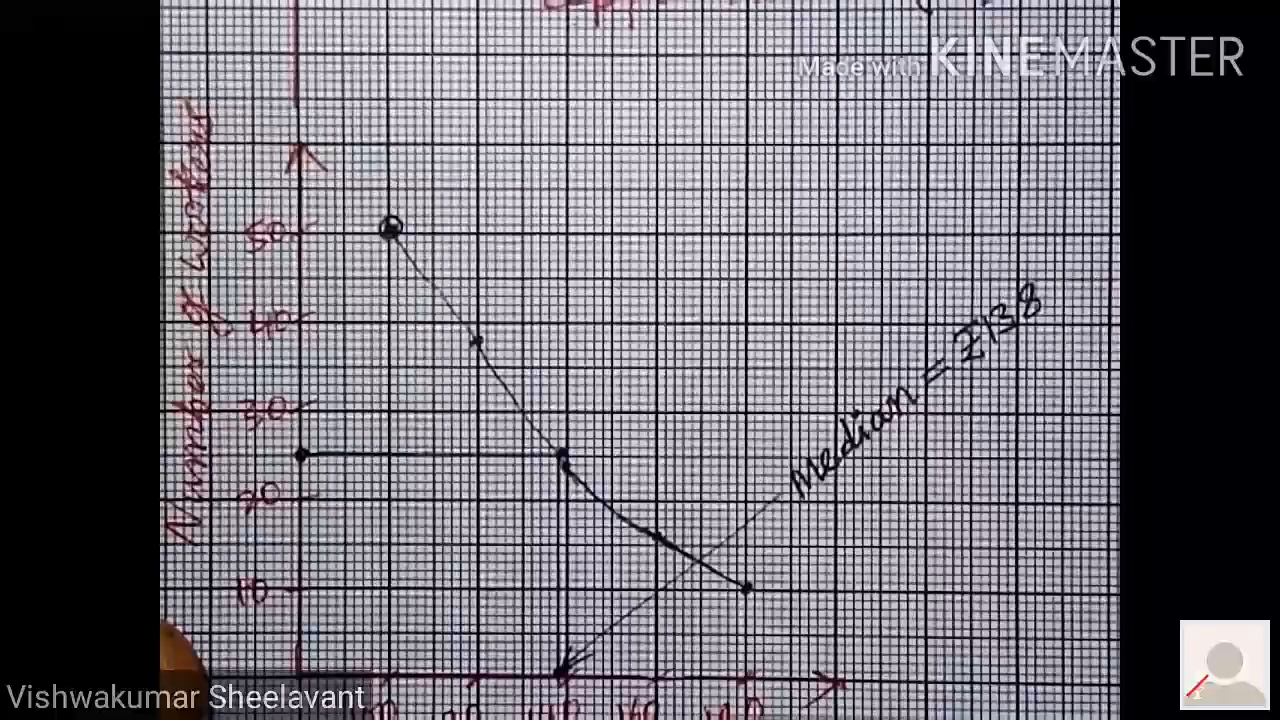 Made with KINEMASTER
Number of workers
50
40
30
20
10
median = ₹138
Vishwakumar Sheelavant